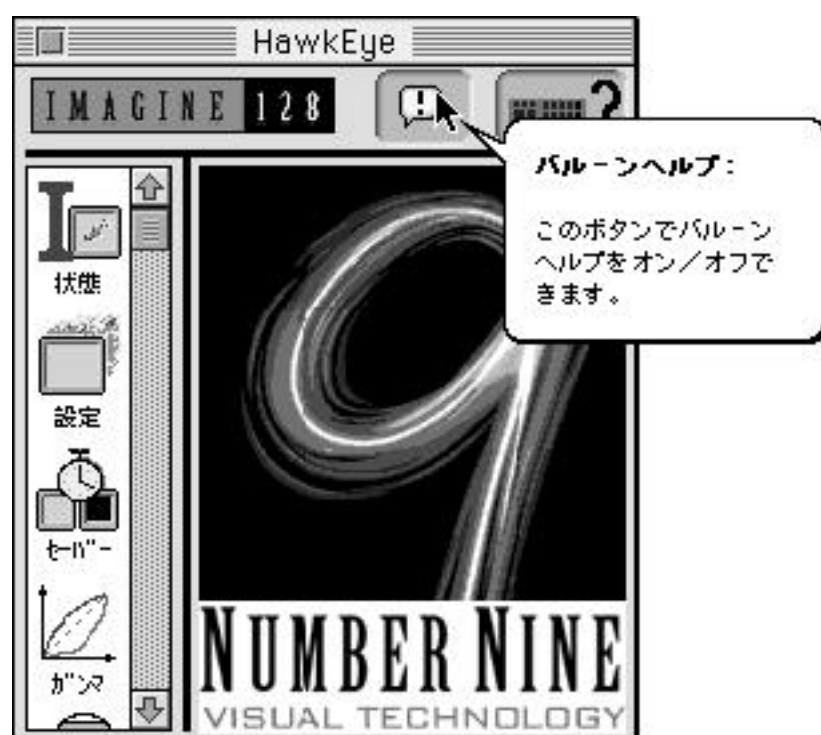 HawkEye
IMAGINE 128
?
バルーンヘルプ：
このボタンでバルーン
ヘルプをオン／オフで
きます。
状態
設定
ｾｰﾊﾞｰ
ｶﾞﾝﾏ
9
NUMBER NINE
VISUAL TECHNOLOGY